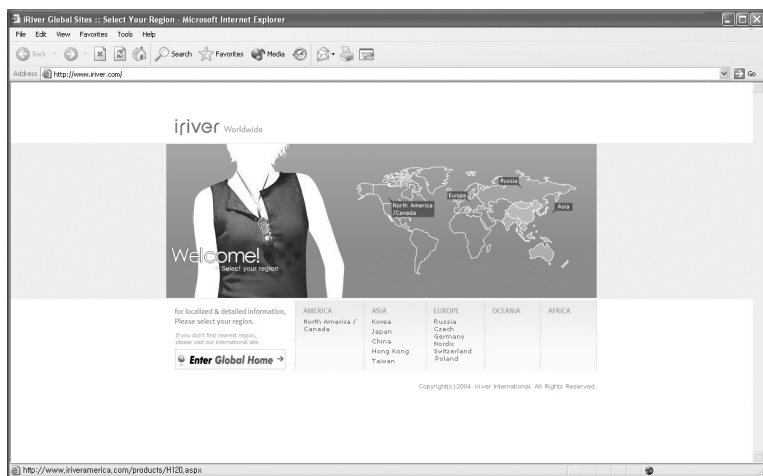 iRiver Global Sites :: Select Your Region - Microsoft Internet Explorer
File Edit View Favorites Tools Help
Back Search Favorites Media
Address http://www.iriver.com/ Go
iriver Worldwide
Russia
Europe
North America
/Canada
Asia
Welcome!
Select your region
for localized & detailed information,
Please select your region.
If you don't find nearest region,
please visit our international site.
Enter Global Home
AMERICA
North America /
Canada
ASIA
Korea
Japan
China
Hong Kong
Taiwan
EUROPE
Russia
Czech
Germany
Nordic
Switzerland
Poland
OCEANIA
AFRICA
Copyright(c)2004. iriver International. All Rights Reserved.
http://www.iriveramerica.com/products/H120.aspx